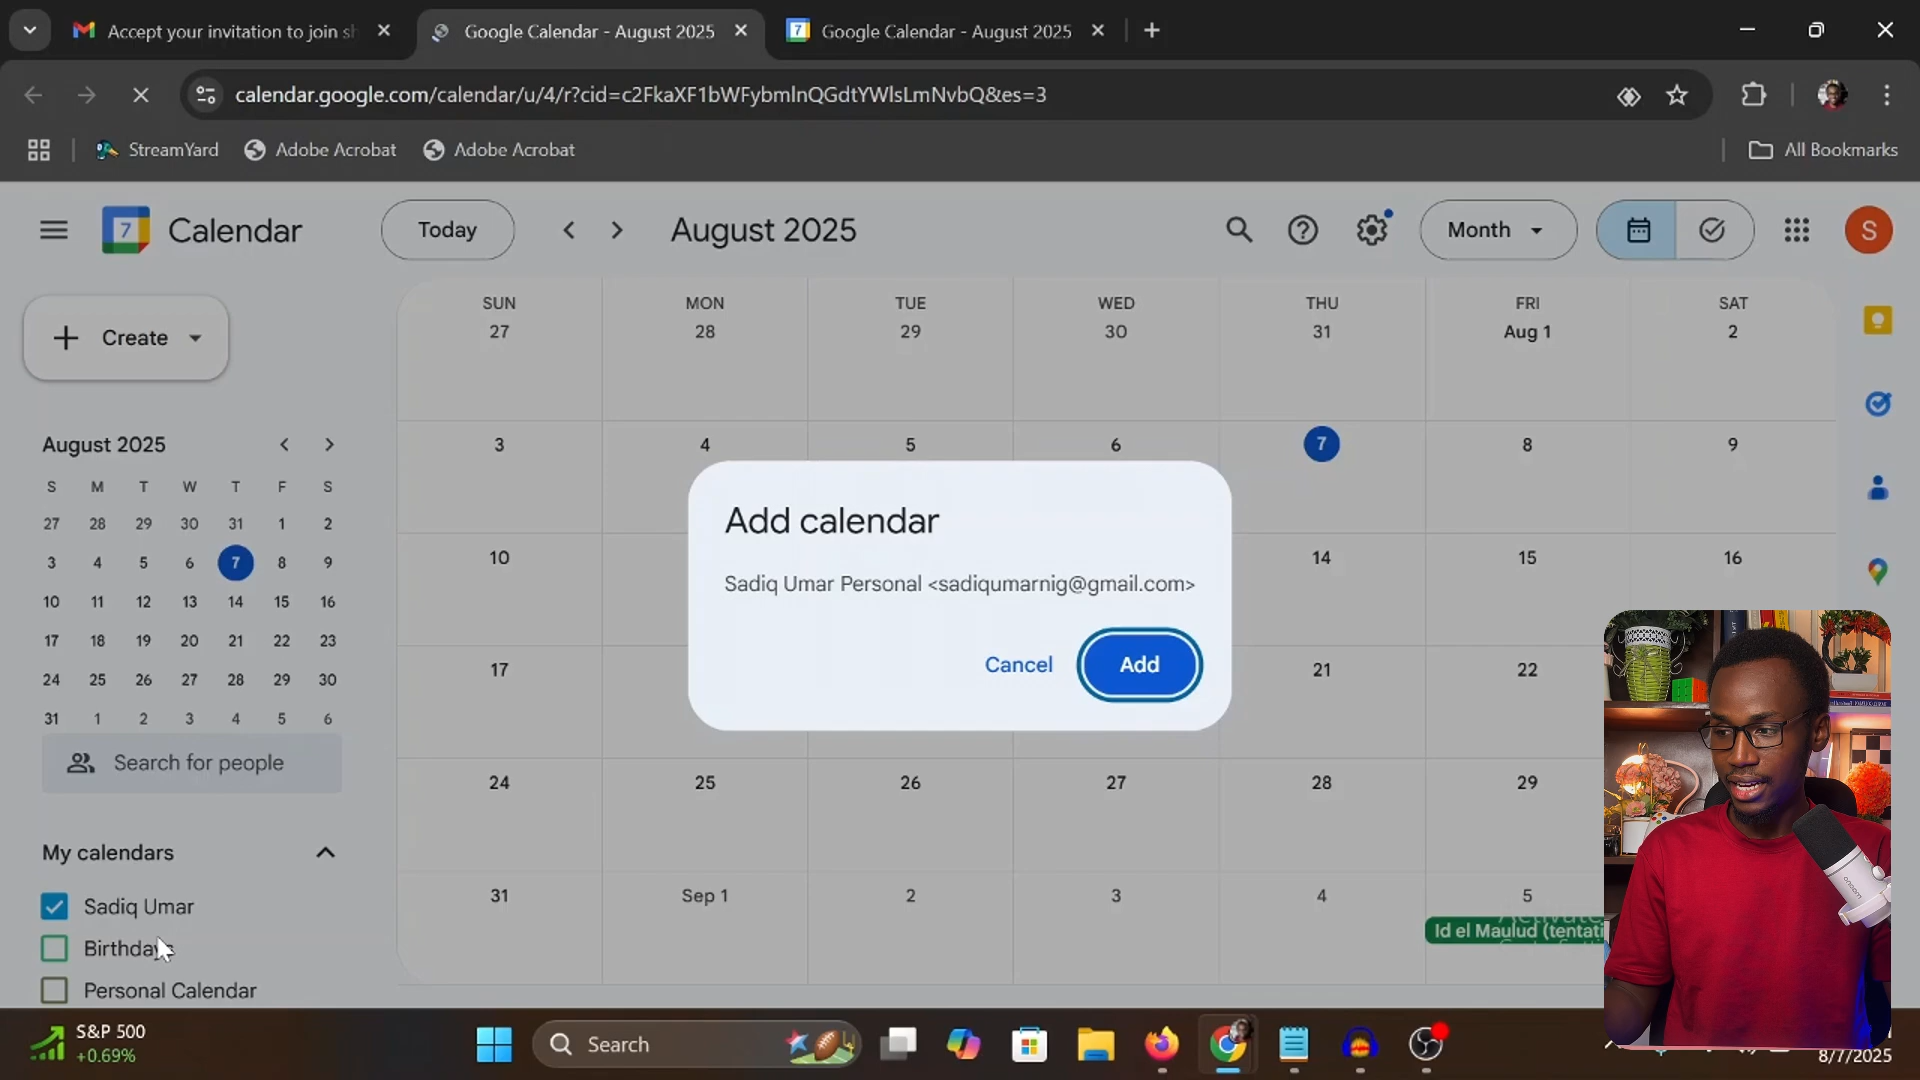 Accept your invitation to join sh
Google Calendar - August 2025
Google Calendar - August 2025
calendar.google.com/calendar/u/4/r?cid=c2FkaXF1bWFybmlnQGdtYWlsLmNvbQ&es=3
StreamYard
Adobe Acrobat
Adobe Acrobat
All Bookmarks
7
Calendar
Today
August 2025
Month
S
Create
SUN MON TUE WED THU FRI SAT
27 28 29 30 31 Aug 1 2
3 4 5 6 7 8 9
10 14 15 16
17 21 22
24 25 26 27 28 29
31 Sep 1 2 3 4 5
Id el Maulud (tentati
August 2025
S M T W T F S
27 28 29 30 31 1 2
3 4 5 6 7 8 9
10 11 12 13 14 15 16
17 18 19 20 21 22 23
24 25 26 27 28 29 30
31 1 2 3 4 5 6
Search for people
My calendars
Sadiq Umar
Birthdays
Personal Calendar
Add calendar
Sadiq Umar Personal <sadiqumarnig@gmail.com>
Cancel
Add
S&P 500
+0.69%
Search
8/7/2025